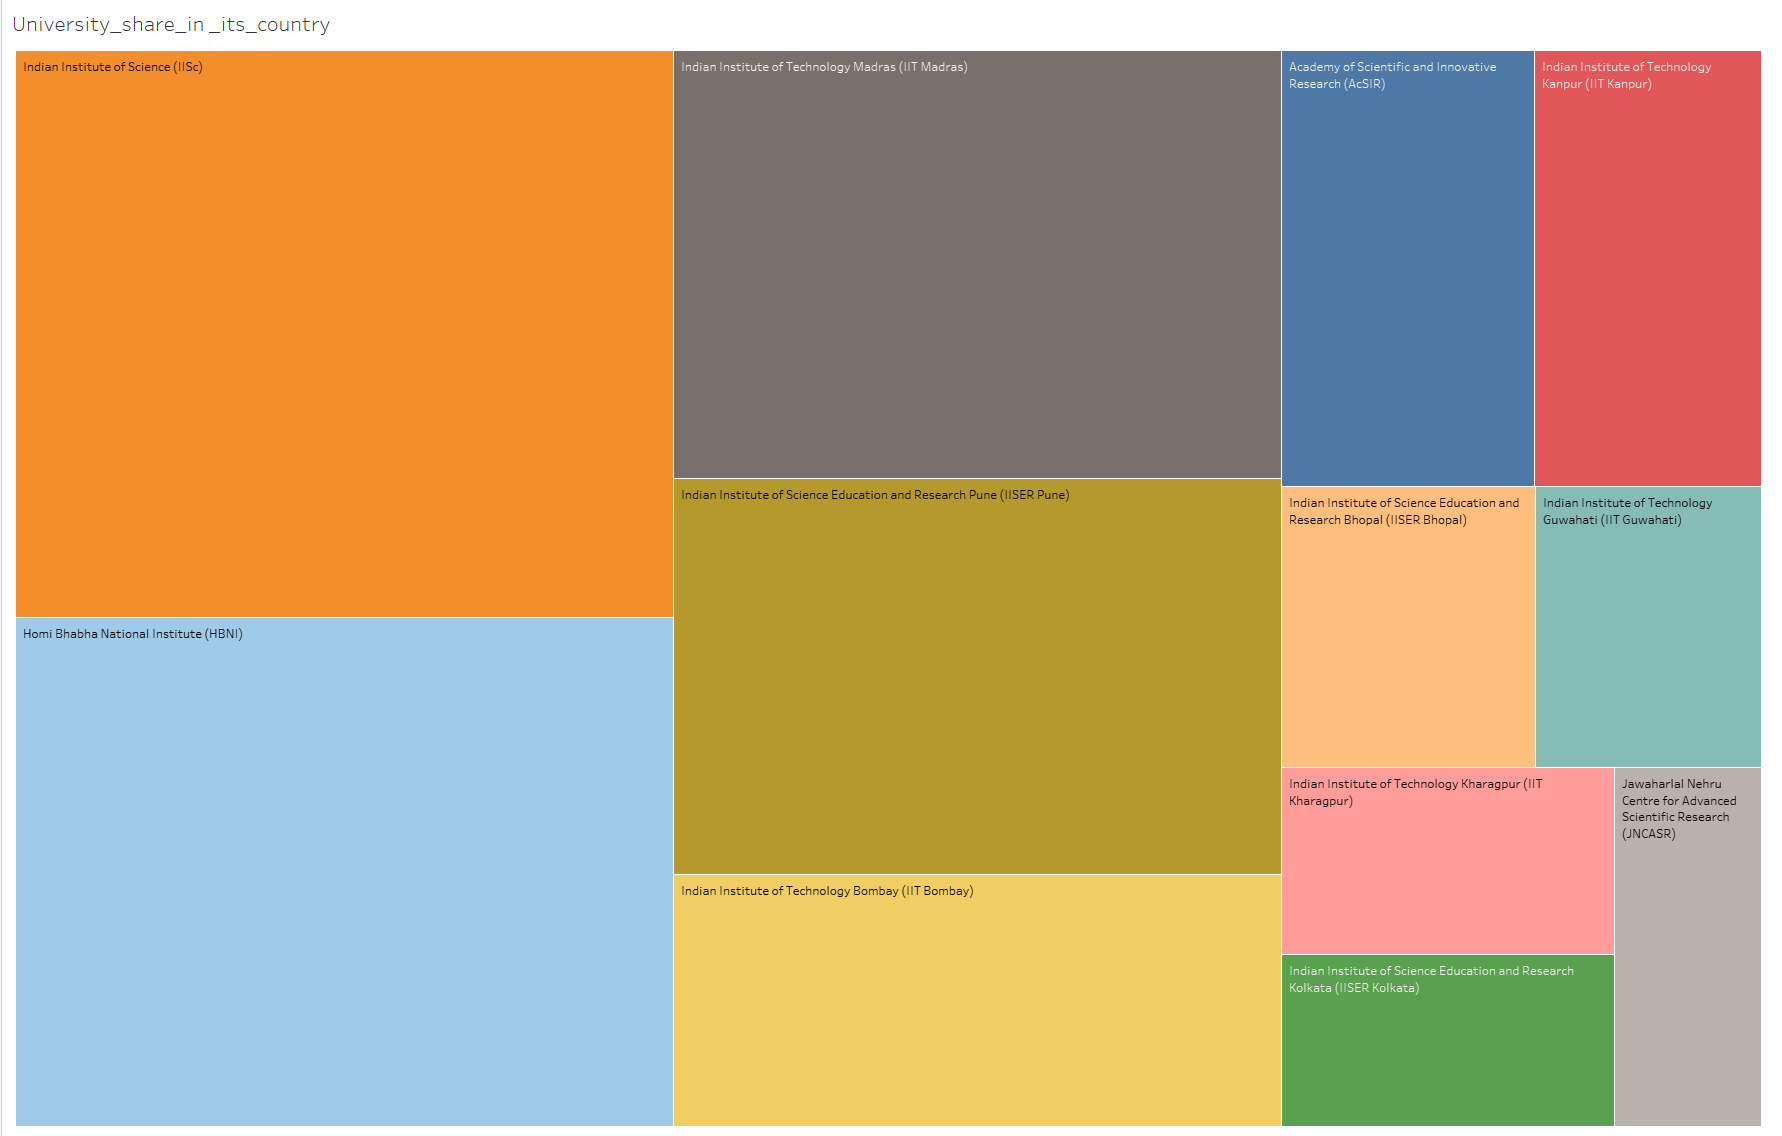 University_share_in _its_country
Indian Institute of Science (IISc)
Homi Bhabha National Institute (HBNI)
Indian Institute of Technology Madras (IIT Madras)
Indian Institute of Science Education and Research Pune (IISER Pune)
Indian Institute of Technology Bombay (IIT Bombay)
Academy of Scientific and Innovative
Research (AcSIR)
Indian Institute of Technology
Kanpur (IIT Kanpur)
Indian Institute of Science Education and
Research Bhopal (IISER Bhopal)
Indian Institute of Technology
Guwahati (IIT Guwahati)
Indian Institute of Technology Kharagpur (IIT
Kharagpur)
Indian Institute of Science Education and Research
Kolkata (IISER Kolkata)
Jawaharlal Nehru
Centre for Advanced
Scientific Research
(JNCASR)